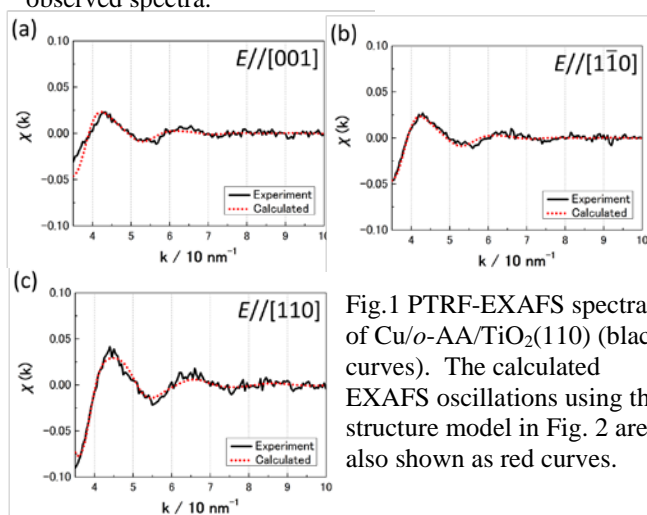 observed spectra.
(a)
E//[001]
0.10
0.05
0.00
-0.05
-0.10
χ (k)
4 5 6 7 8 9 10
k / 10 nm⁻¹
Experiment
Calculated
(b)
E//[11̄0]
0.10
0.05
0.00
-0.05
-0.10
χ (k)
4 5 6 7 8 9 10
k / 10 nm⁻¹
Experiment
Calculated
(c)
E//[110]
0.10
0.05
0.00
-0.05
-0.10
χ (k)
4 5 6 7 8 9 10
k / 10 nm⁻¹
Experiment
Calculated
Fig.1 PTRF-EXAFS spectra
of Cu/o-AA/TiO₂(110)
curves). The calculated
EXAFS oscillations using
structure model in Fig. 2 are
also shown as red curves.